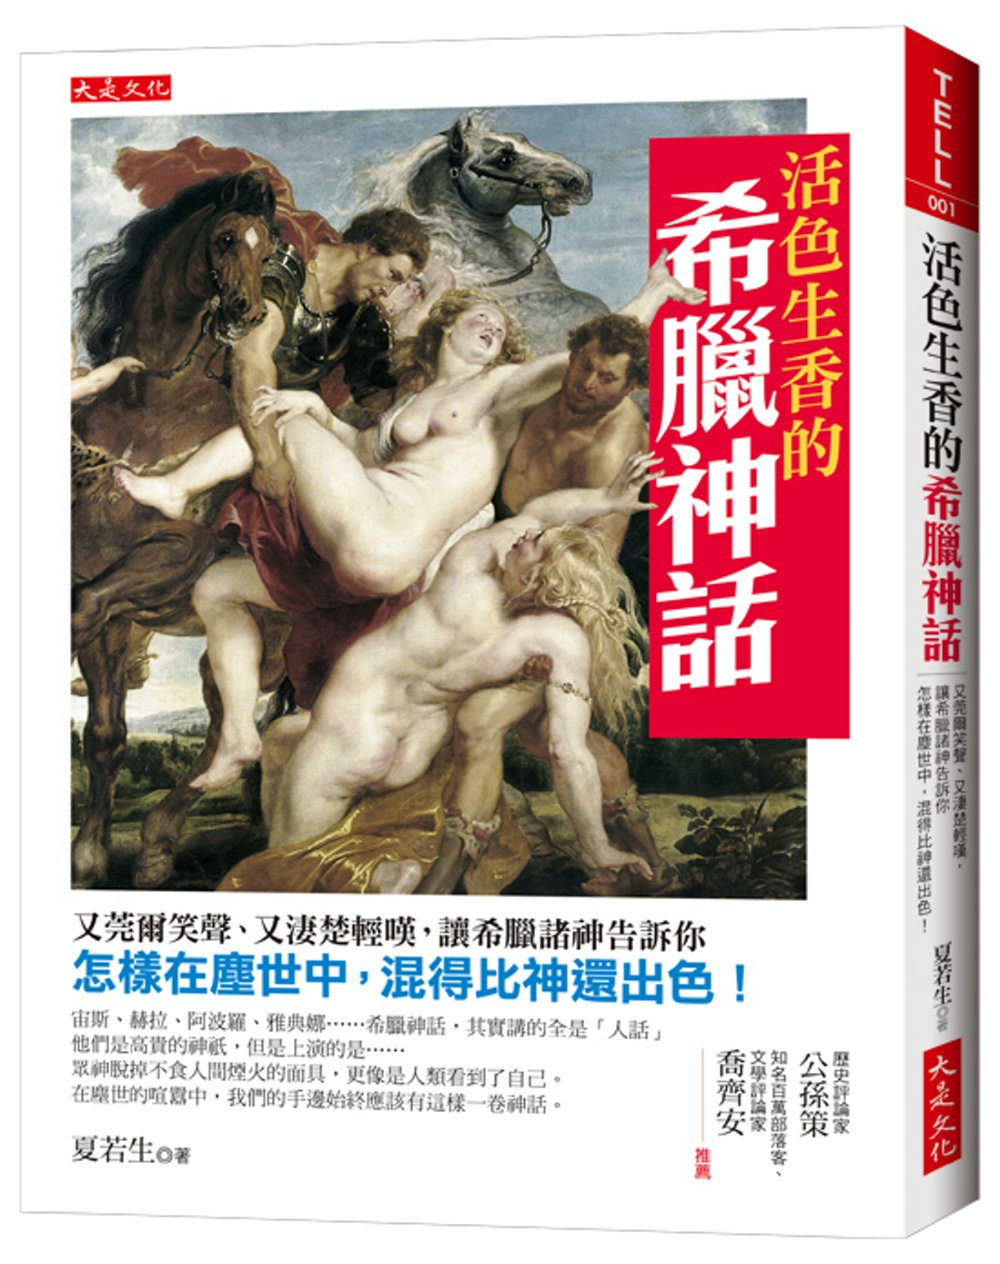 大是文化
活色生香的
希臘神話
又莞爾笑聲、又淒楚輕嘆，讓希臘諸神告訴你
怎樣在塵世中，混得比神還出色！
宙斯、赫拉、阿波羅、雅典娜……希臘神話，其實講的全是「人話」
他們是高貴的神祇，但是上演的是……
眾神脫掉不食人間煙火的面具，更像是人類看到了自己。
在塵世的喧囂中，我們的手邊始終應該有這樣一卷神話。
夏若生◎著
歷史評論家
公孫策
知名百萬部落客、
文學評論家
喬齊安
推薦
TELL
001
活色生香的希臘神話
又莞爾笑聲、又淒楚輕嘆，
讓希臘諸神告訴你
怎樣在塵世中，混得比神還出色！
夏若生◎著
大是文化